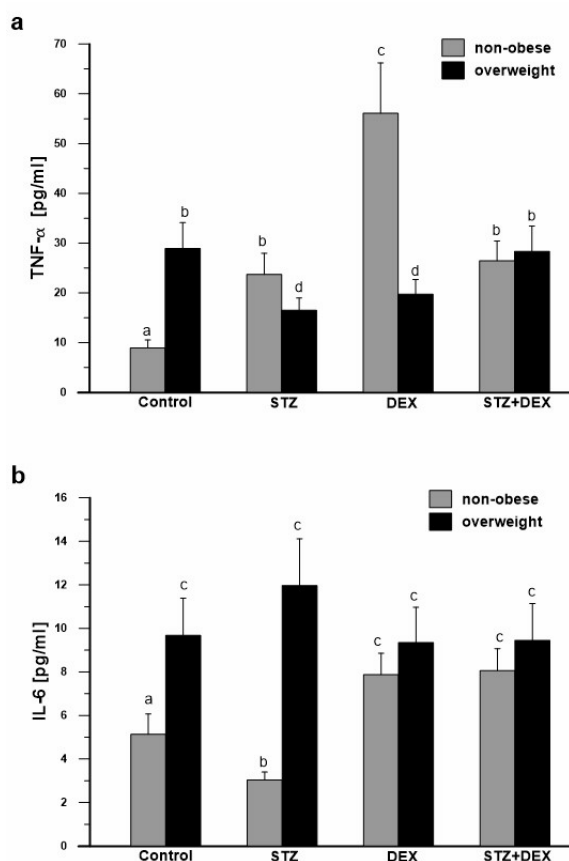 a
70
60
50
40
30
20
10
0
TNF-α [pg/ml]
non-obese
overweight
a
b
b
d
c
d
b
b
Control STZ DEX STZ+DEX
b
16
14
12
10
8
6
4
2
0
IL-6 [pg/ml]
non-obese
overweight
a
c
b
c
c
c
c
c
Control STZ DEX STZ+DEX